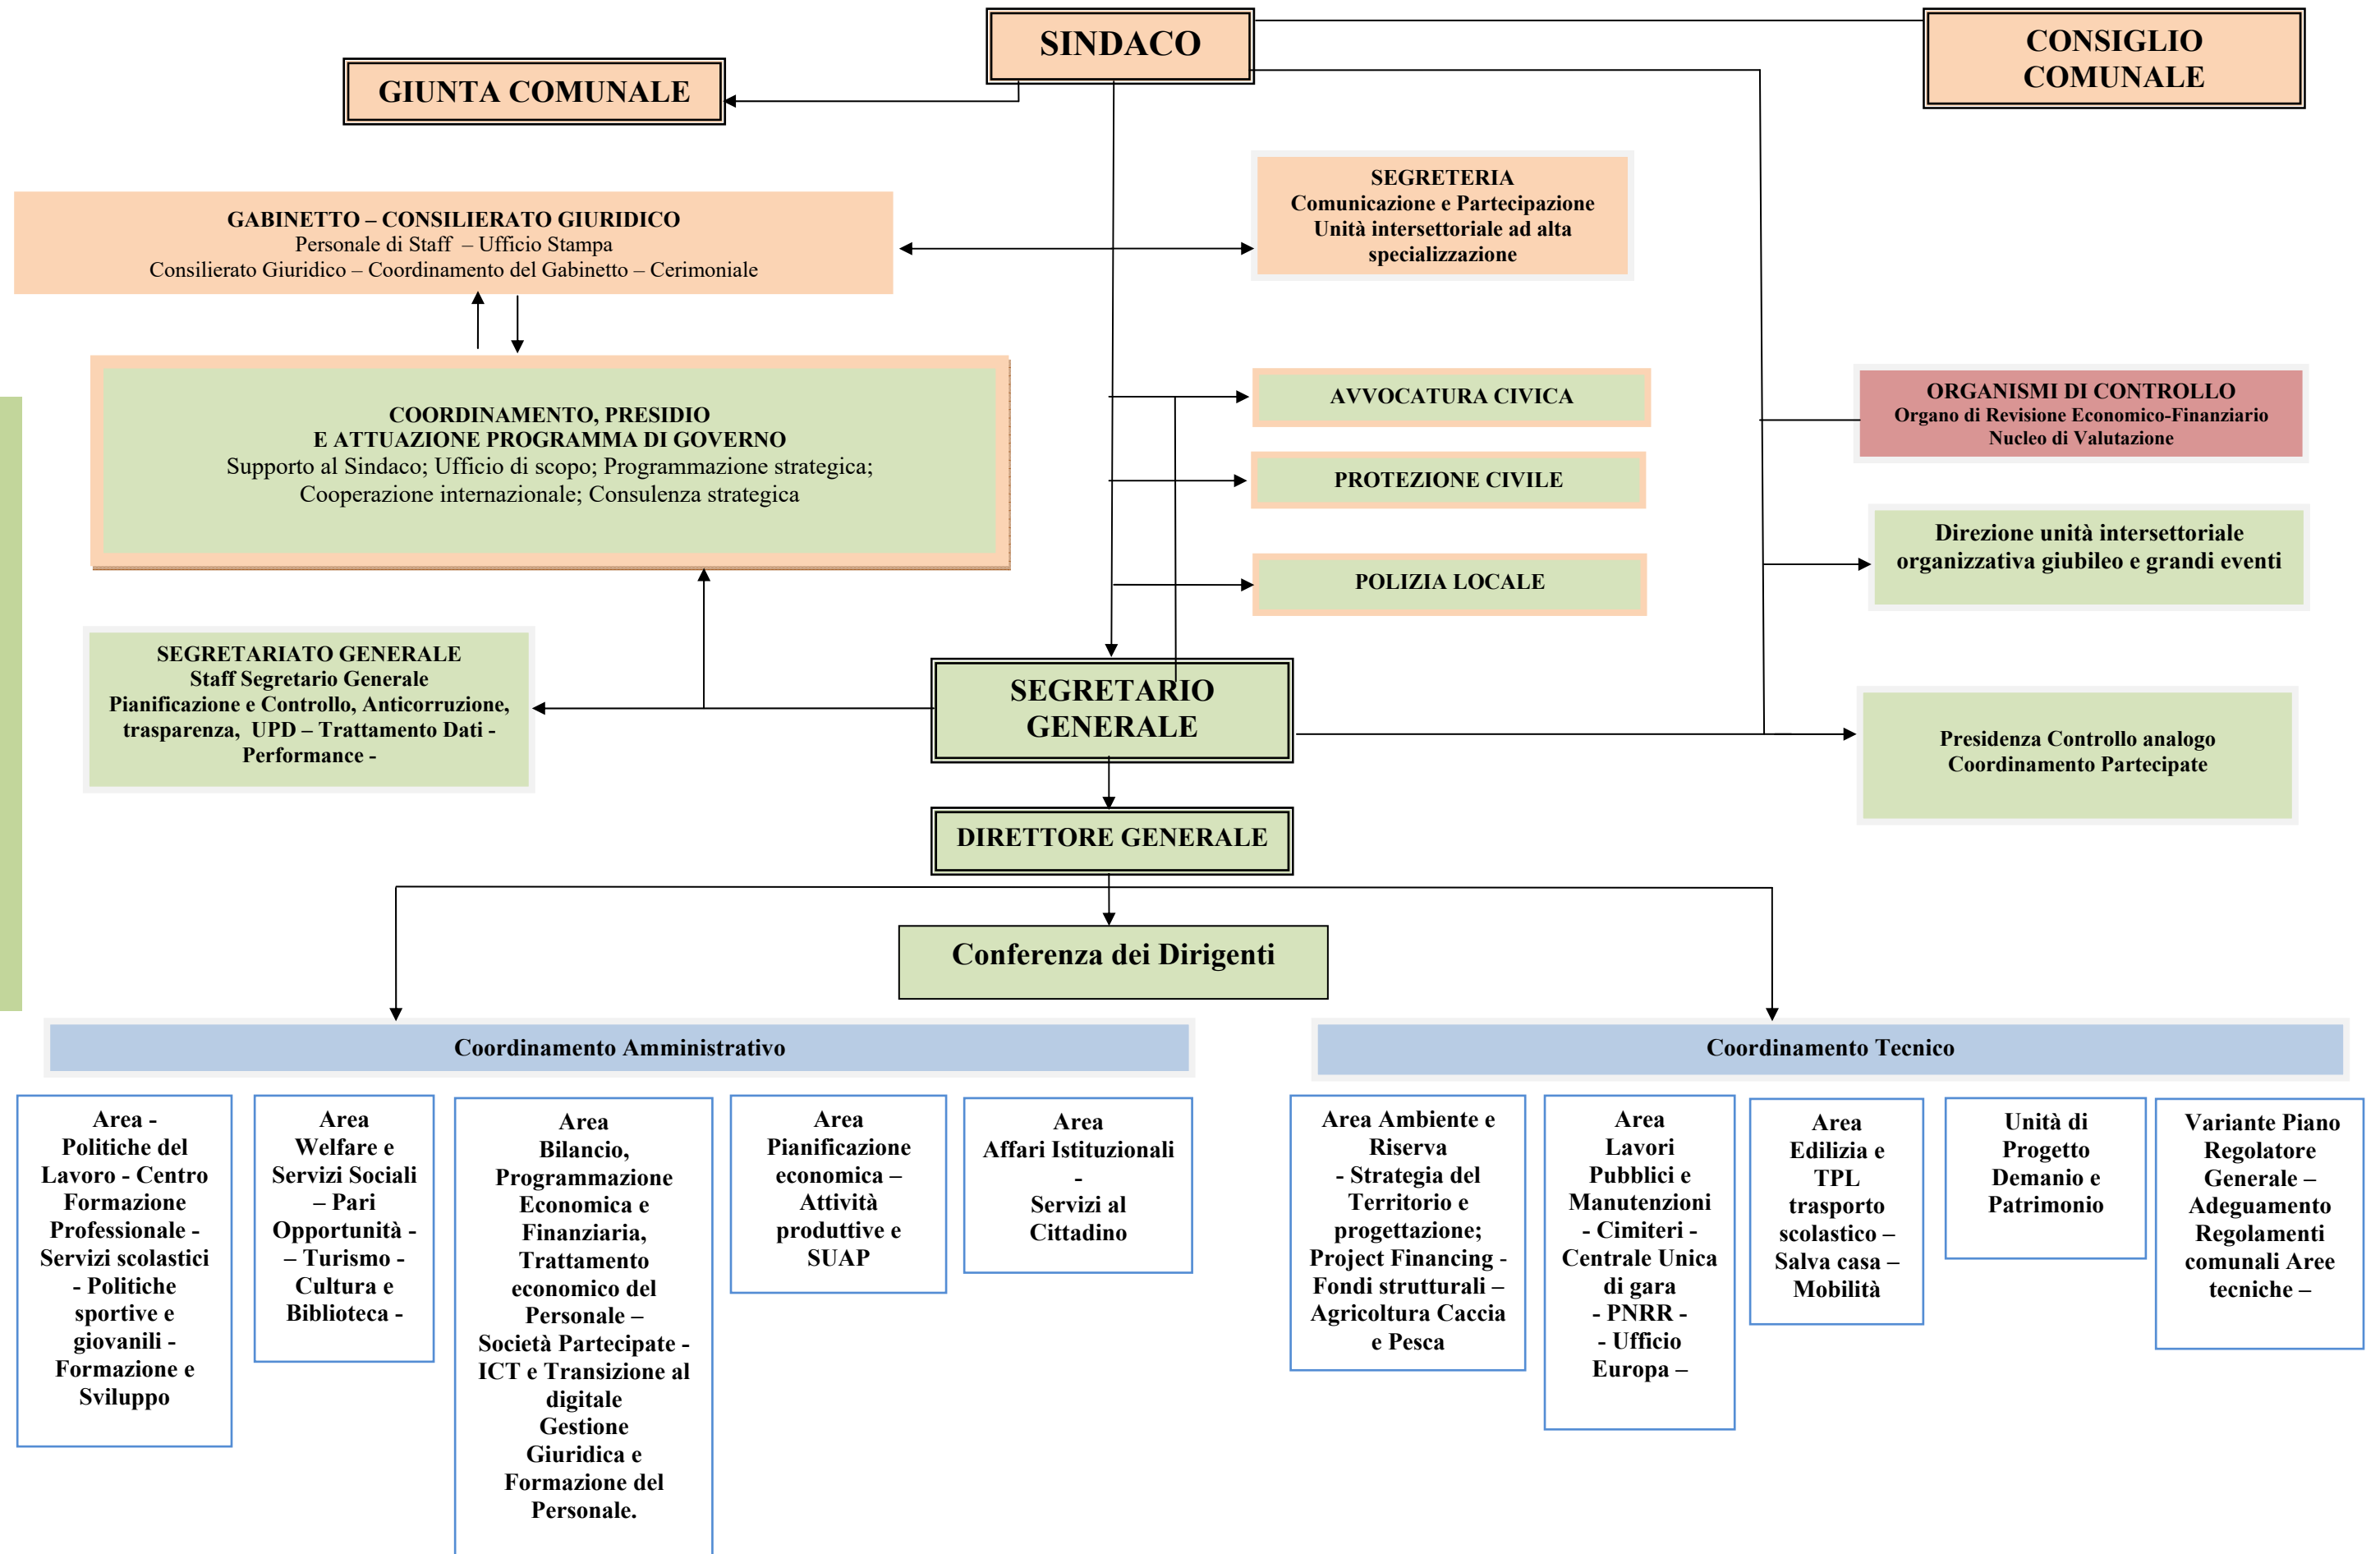 SINDACO
CONSIGLIO
COMUNALE
GIUNTA COMUNALE
SEGRETERIA
Comunicazione e Partecipazione
Unità intersettoriale ad alta
specializzazione
GABINETTO – CONSILIERATO GIURIDICO
Personale di Staff – Ufficio Stampa
Consilierato Giuridico – Coordinamento del Gabinetto – Cerimoniale
COORDINAMENTO, PRESIDIO
E ATTUAZIONE PROGRAMMA DI GOVERNO
Supporto al Sindaco; Ufficio di scopo; Programmazione strategica;
Cooperazione internazionale; Consulenza strategica
AVVOCATURA CIVICA
PROTEZIONE CIVILE
POLIZIA LOCALE
ORGANISMI DI CONTROLLO
Organo di Revisione Economico-Finanziario
Nucleo di Valutazione
Direzione unità intersettoriale
organizzativa giubileo e grandi eventi
SEGRETARIATO GENERALE
Staff Segretario Generale
Pianificazione e Controllo, Anticorruzione,
trasparenza, UPD – Trattamento Dati -
Performance -
SEGRETARIO
GENERALE
Presidenza Controllo analogo
Coordinamento Partecipate
DIRETTORE GENERALE
Conferenza dei Dirigenti
Coordinamento Amministrativo
Coordinamento Tecnico
Area -
Politiche del
Lavoro - Centro
Formazione
Professionale -
Servizi scolastici
- Politiche
sportive e
giovanili -
Formazione e
Sviluppo
Area
Welfare e
Servizi Sociali
– Pari
Opportunità -
– Turismo -
Cultura e
Biblioteca -
Area
Bilancio,
Programmazione
Economica e
Finanziaria,
Trattamento
economico del
Personale –
Società Partecipate -
ICT e Transizione al
digitale
Gestione
Giuridica e
Formazione del
Personale.
Area
Pianificazione
economica –
Attività
produttive e
SUAP
Area
Affari Istituzionali
-
Servizi al
Cittadino
Area Ambiente e
Riserva
- Strategia del
Territorio e
progettazione;
Project Financing -
Fondi strutturali –
Agricoltura Caccia
e Pesca
Area
Lavori
Pubblici e
Manutenzioni
- Cimiteri -
Centrale Unica
di gara
- PNRR -
- Ufficio
Europa –
Area
Edilizia e
TPL
trasporto
scolastico –
Salva casa –
Mobilità
Unità di
Progetto
Demanio e
Patrimonio
Variante Piano
Regolatore
Generale –
Adeguamento
Regolamenti
comunali Aree
tecniche –